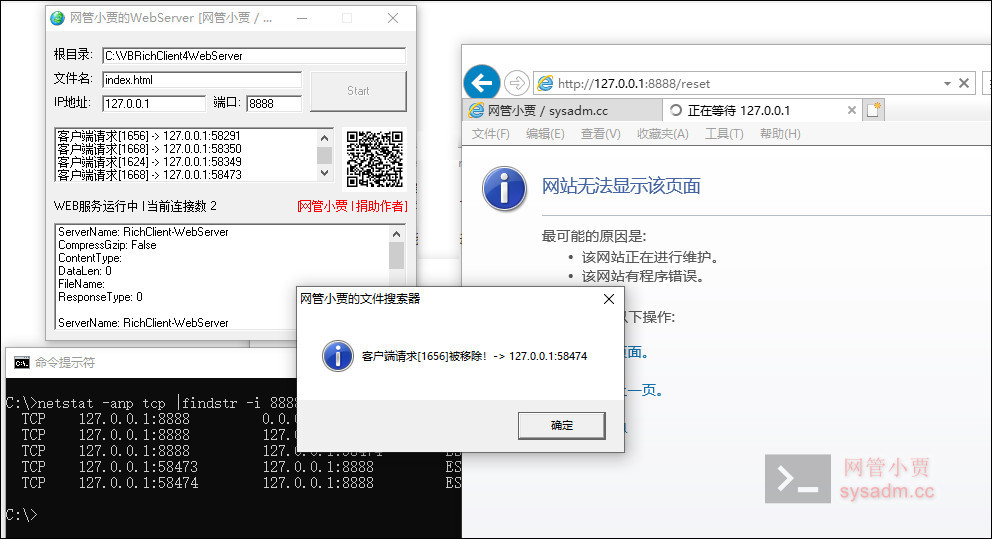 网管小贾的WebServer [网管小贾 / ...
根目录: C:\VBRichClient4WebServer
文件名: index.html
IP地址: 127.0.0.1 端口: 8888
Start
客户端请求[1656] -> 127.0.0.1:58291
客户端请求[1668] -> 127.0.0.1:58350
客户端请求[1624] -> 127.0.0.1:58349
客户端请求[1668] -> 127.0.0.1:58473
WEB服务运行中 | 当前连接数 2
[网管小贾 | 捐助作者]
ServerName: RichClient-WebServer
CompressGzip: False
ContentType:
DataLen: 0
FileName:
ResponseType: 0
ServerName: RichClient-WebServer
http://127.0.0.1:8888/reset
网管小贾 / sysadm.cc
正在等待 127.0.0.1
文件(F) 编辑(E) 查看(V) 收藏夹(A) 工具(T) 帮助(H)
网站无法显示该页面
最可能的原因是:
• 该网站正在进行维护。
• 该网站有程序错误。
以下操作:
页面。
一页。
网管小贾的文件搜索器
客户端请求[1656]被移除！-> 127.0.0.1:58474
确定
命令提示符
C:\>netstat -anp tcp |findstr -i 8888
TCP 127.0.0.1:8888 0.0.0
TCP 127.0.0.1:8888 127.0
TCP 127.0.0.1:8888 127.0.0.1:58474 ES
TCP 127.0.0.1:58473 127.0.0.1:8888 ES
TCP 127.0.0.1:58474 127.0.0.1:8888 ES
C:\>
网管小贾
sysadm.cc